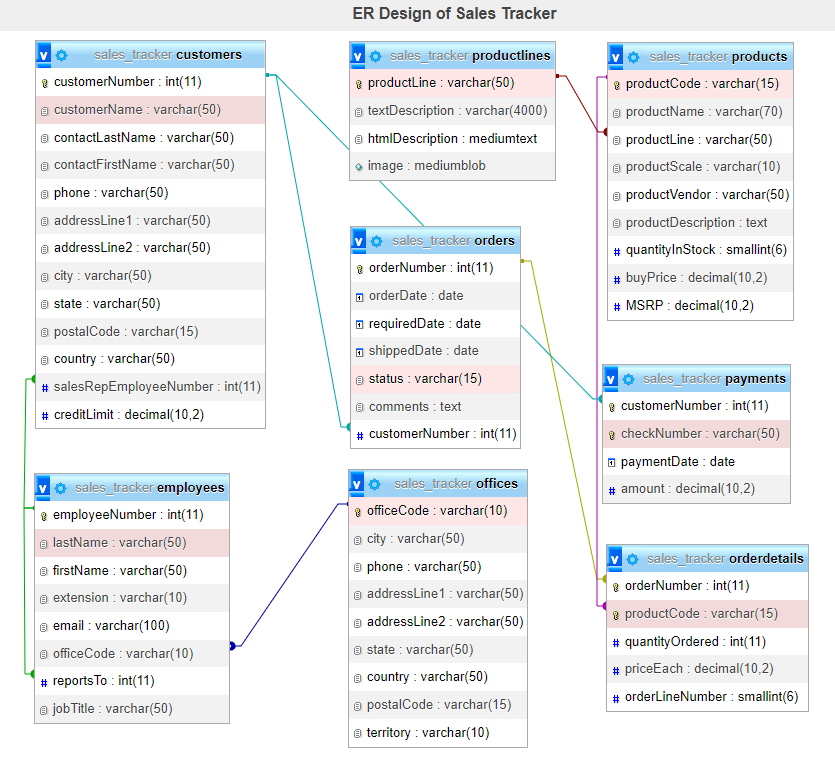 ER Design of Sales Tracker
v sales_tracker customers
customerNumber : int(11)
customerName : varchar(50)
contactLastName : varchar(50)
contactFirstName : varchar(50)
phone : varchar(50)
addressLine1 : varchar(50)
addressLine2 : varchar(50)
city : varchar(50)
state : varchar(50)
postalCode : varchar(15)
country : varchar(50)
# salesRepEmployeeNumber : int(11)
# creditLimit : decimal(10,2)
v sales_tracker productlines
productLine : varchar(50)
textDescription : varchar(4000)
htmlDescription : mediumtext
image : mediumblob
v sales_tracker products
productCode : varchar(15)
productName : varchar(70)
productLine : varchar(50)
productScale : varchar(10)
productVendor : varchar(50)
productDescription : text
# quantityInStock : smallint(6)
# buyPrice : decimal(10,2)
# MSRP : decimal(10,2)
v sales_tracker orders
orderNumber : int(11)
orderDate : date
requiredDate : date
shippedDate : date
status : varchar(15)
comments : text
# customerNumber : int(11)
v sales_tracker payments
customerNumber : int(11)
checkNumber : varchar(50)
paymentDate : date
# amount : decimal(10,2)
v sales_tracker employees
employeeNumber : int(11)
lastName : varchar(50)
firstName : varchar(50)
extension : varchar(10)
email : varchar(100)
officeCode : varchar(10)
# reportsTo : int(11)
jobTitle : varchar(50)
v sales_tracker offices
officeCode : varchar(10)
city : varchar(50)
phone : varchar(50)
addressLine1 : varchar(50)
addressLine2 : varchar(50)
state : varchar(50)
country : varchar(50)
postalCode : varchar(15)
territory : varchar(10)
v sales_tracker orderdetails
orderNumber : int(11)
productCode : varchar(15)
# quantityOrdered : int(11)
# priceEach : decimal(10,2)
# orderLineNumber : smallint(6)